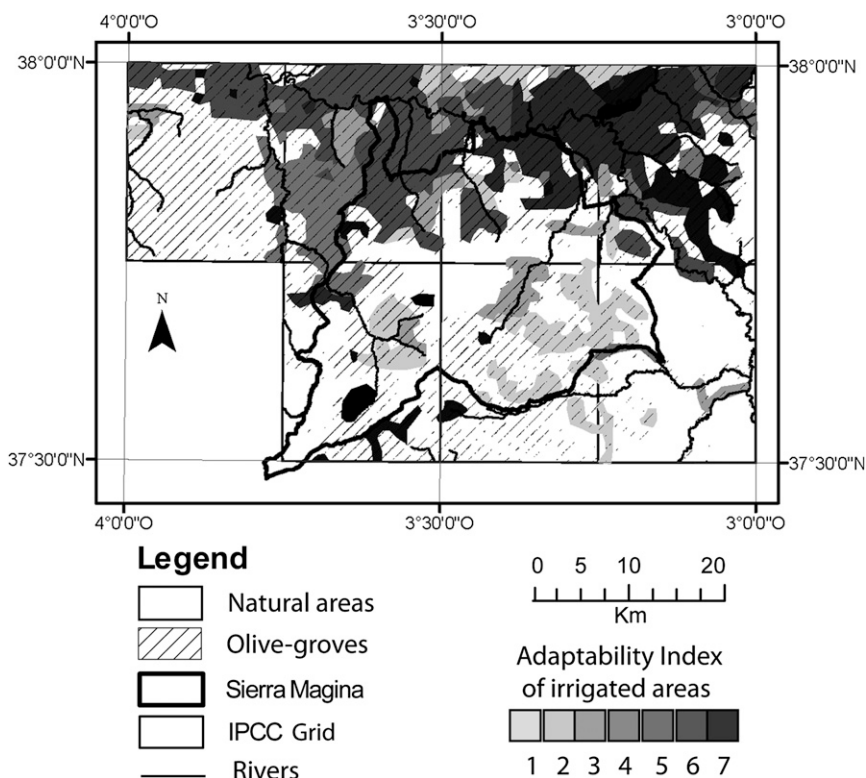 4°0'0"O 3°30'0"O 3°0'0"O
38°0'0"N 38°0'0"N
N
37°30'0"N 37°30'0"N
4°0'0"O 3°30'0"O 3°0'0"O
Legend
Natural areas
Olive-groves
Sierra Magina
IPCC Grid
Rivers
0 5 10 20
Km
Adaptability Index
of irrigated areas
1 2 3 4 5 6 7